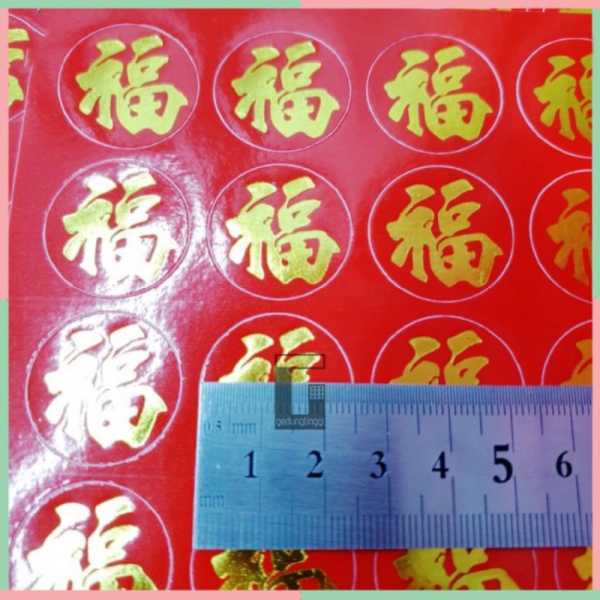 福 福 福 福
福 福 福
福
gedungtinggi
0.5 mm
1 2 3 4 5 6
mm
福